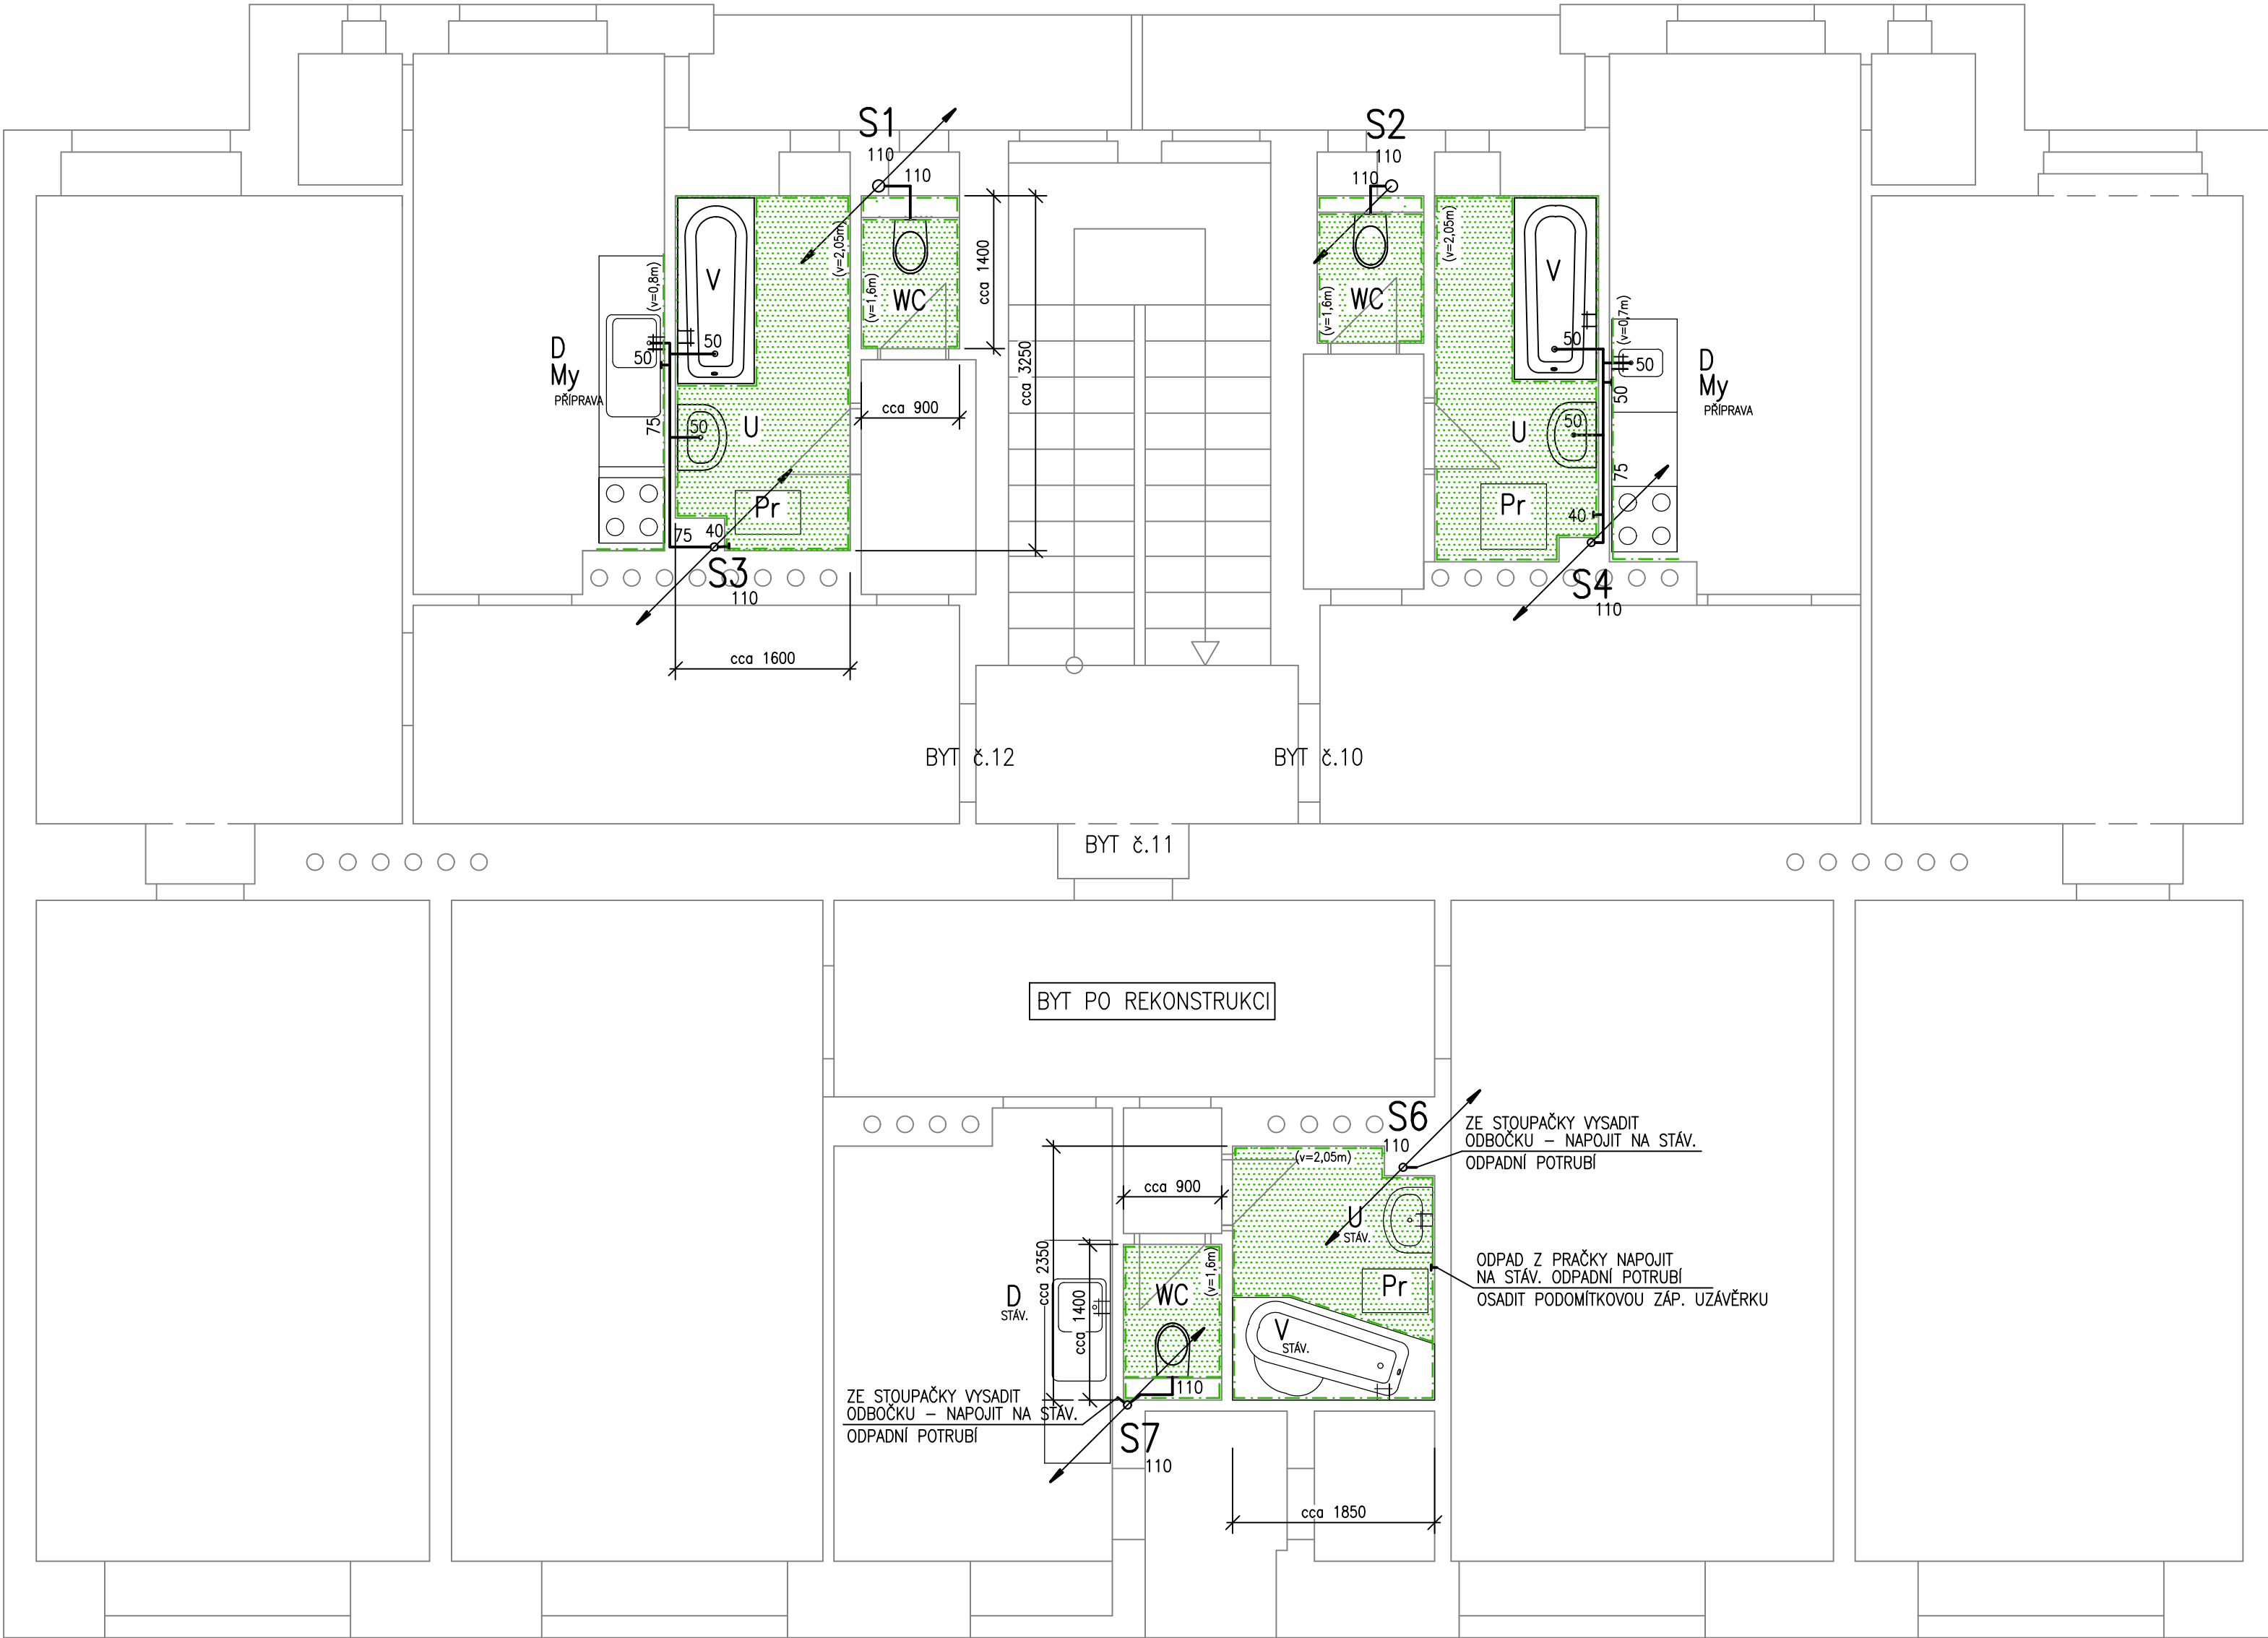 S1
110
110
S2
110
110
(v=2,05m)
(v=1,6m)
WC
cca 1400
cca 3250
cca 900
(v=0,8m)
V
50
50
D
My
PŘÍPRAVA
75
50
U
Pr
75
40
S3
110
cca 1600
(v=1,6m)
WC
(v=2,05m)
V
50
(v=0,7m)
50
50
D
My
PŘÍPRAVA
U
50
75
Pr
40
S4
110
BYT č.12
BYT č.10
BYT č.11
BYT PO REKONSTRUKCI
S6
110
ZE STOUPAČKY VYSADIT
ODBOČKU – NAPOJIT NA STÁV.
ODPADNÍ POTRUBÍ
(v=2,05m)
cca 900
U
STÁV.
cca 2350
cca 1400
(v=1,6m)
WC
D
STÁV.
Pr
ODPAD Z PRAČKY NAPOJIT
NA STÁV. ODPADNÍ POTRUBÍ
OSADIT PODOMÍTKOVOU ZÁP. UZÁVĚRKU
V
STÁV.
110
ZE STOUPAČKY VYSADIT
ODBOČKU – NAPOJIT NA STÁV.
ODPADNÍ POTRUBÍ
S7
110
cca 1850